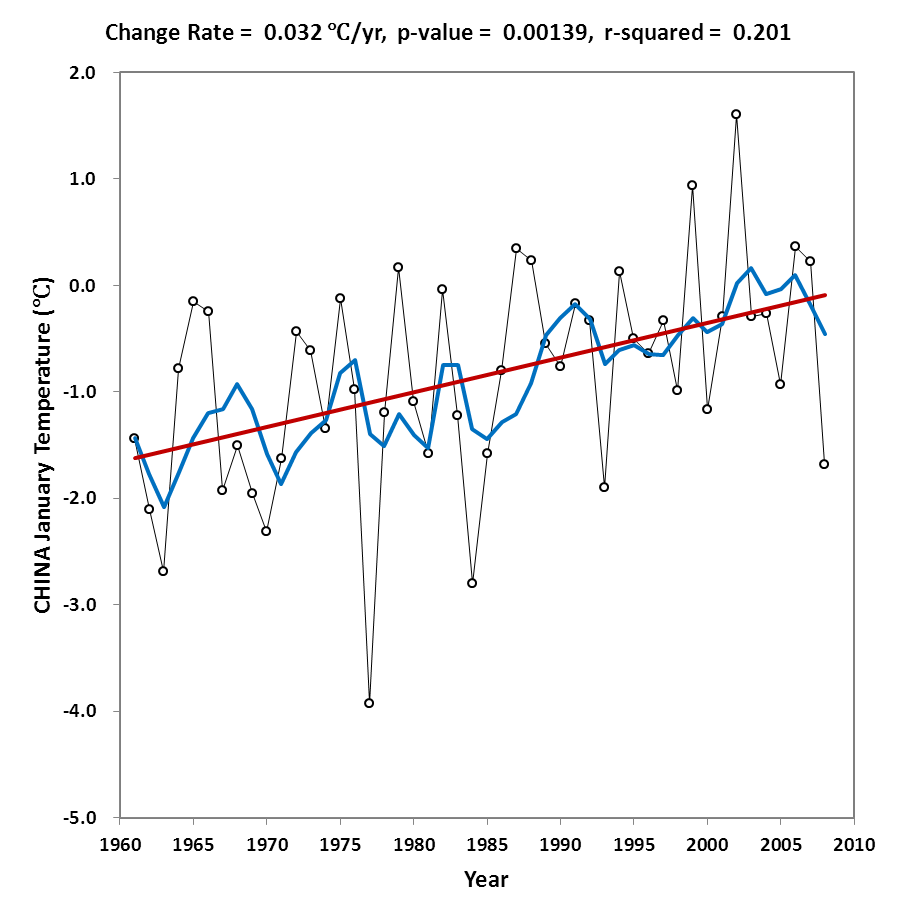 Change Rate = 0.032 ℃/yr, p-value = 0.00139, r-squared = 0.201
2.0
1.0
0.0
-1.0
-2.0
-3.0
-4.0
-5.0
CHINA January Temperature (℃)
1960 1965 1970 1975 1980 1985 1990 1995 2000 2005 2010
Year